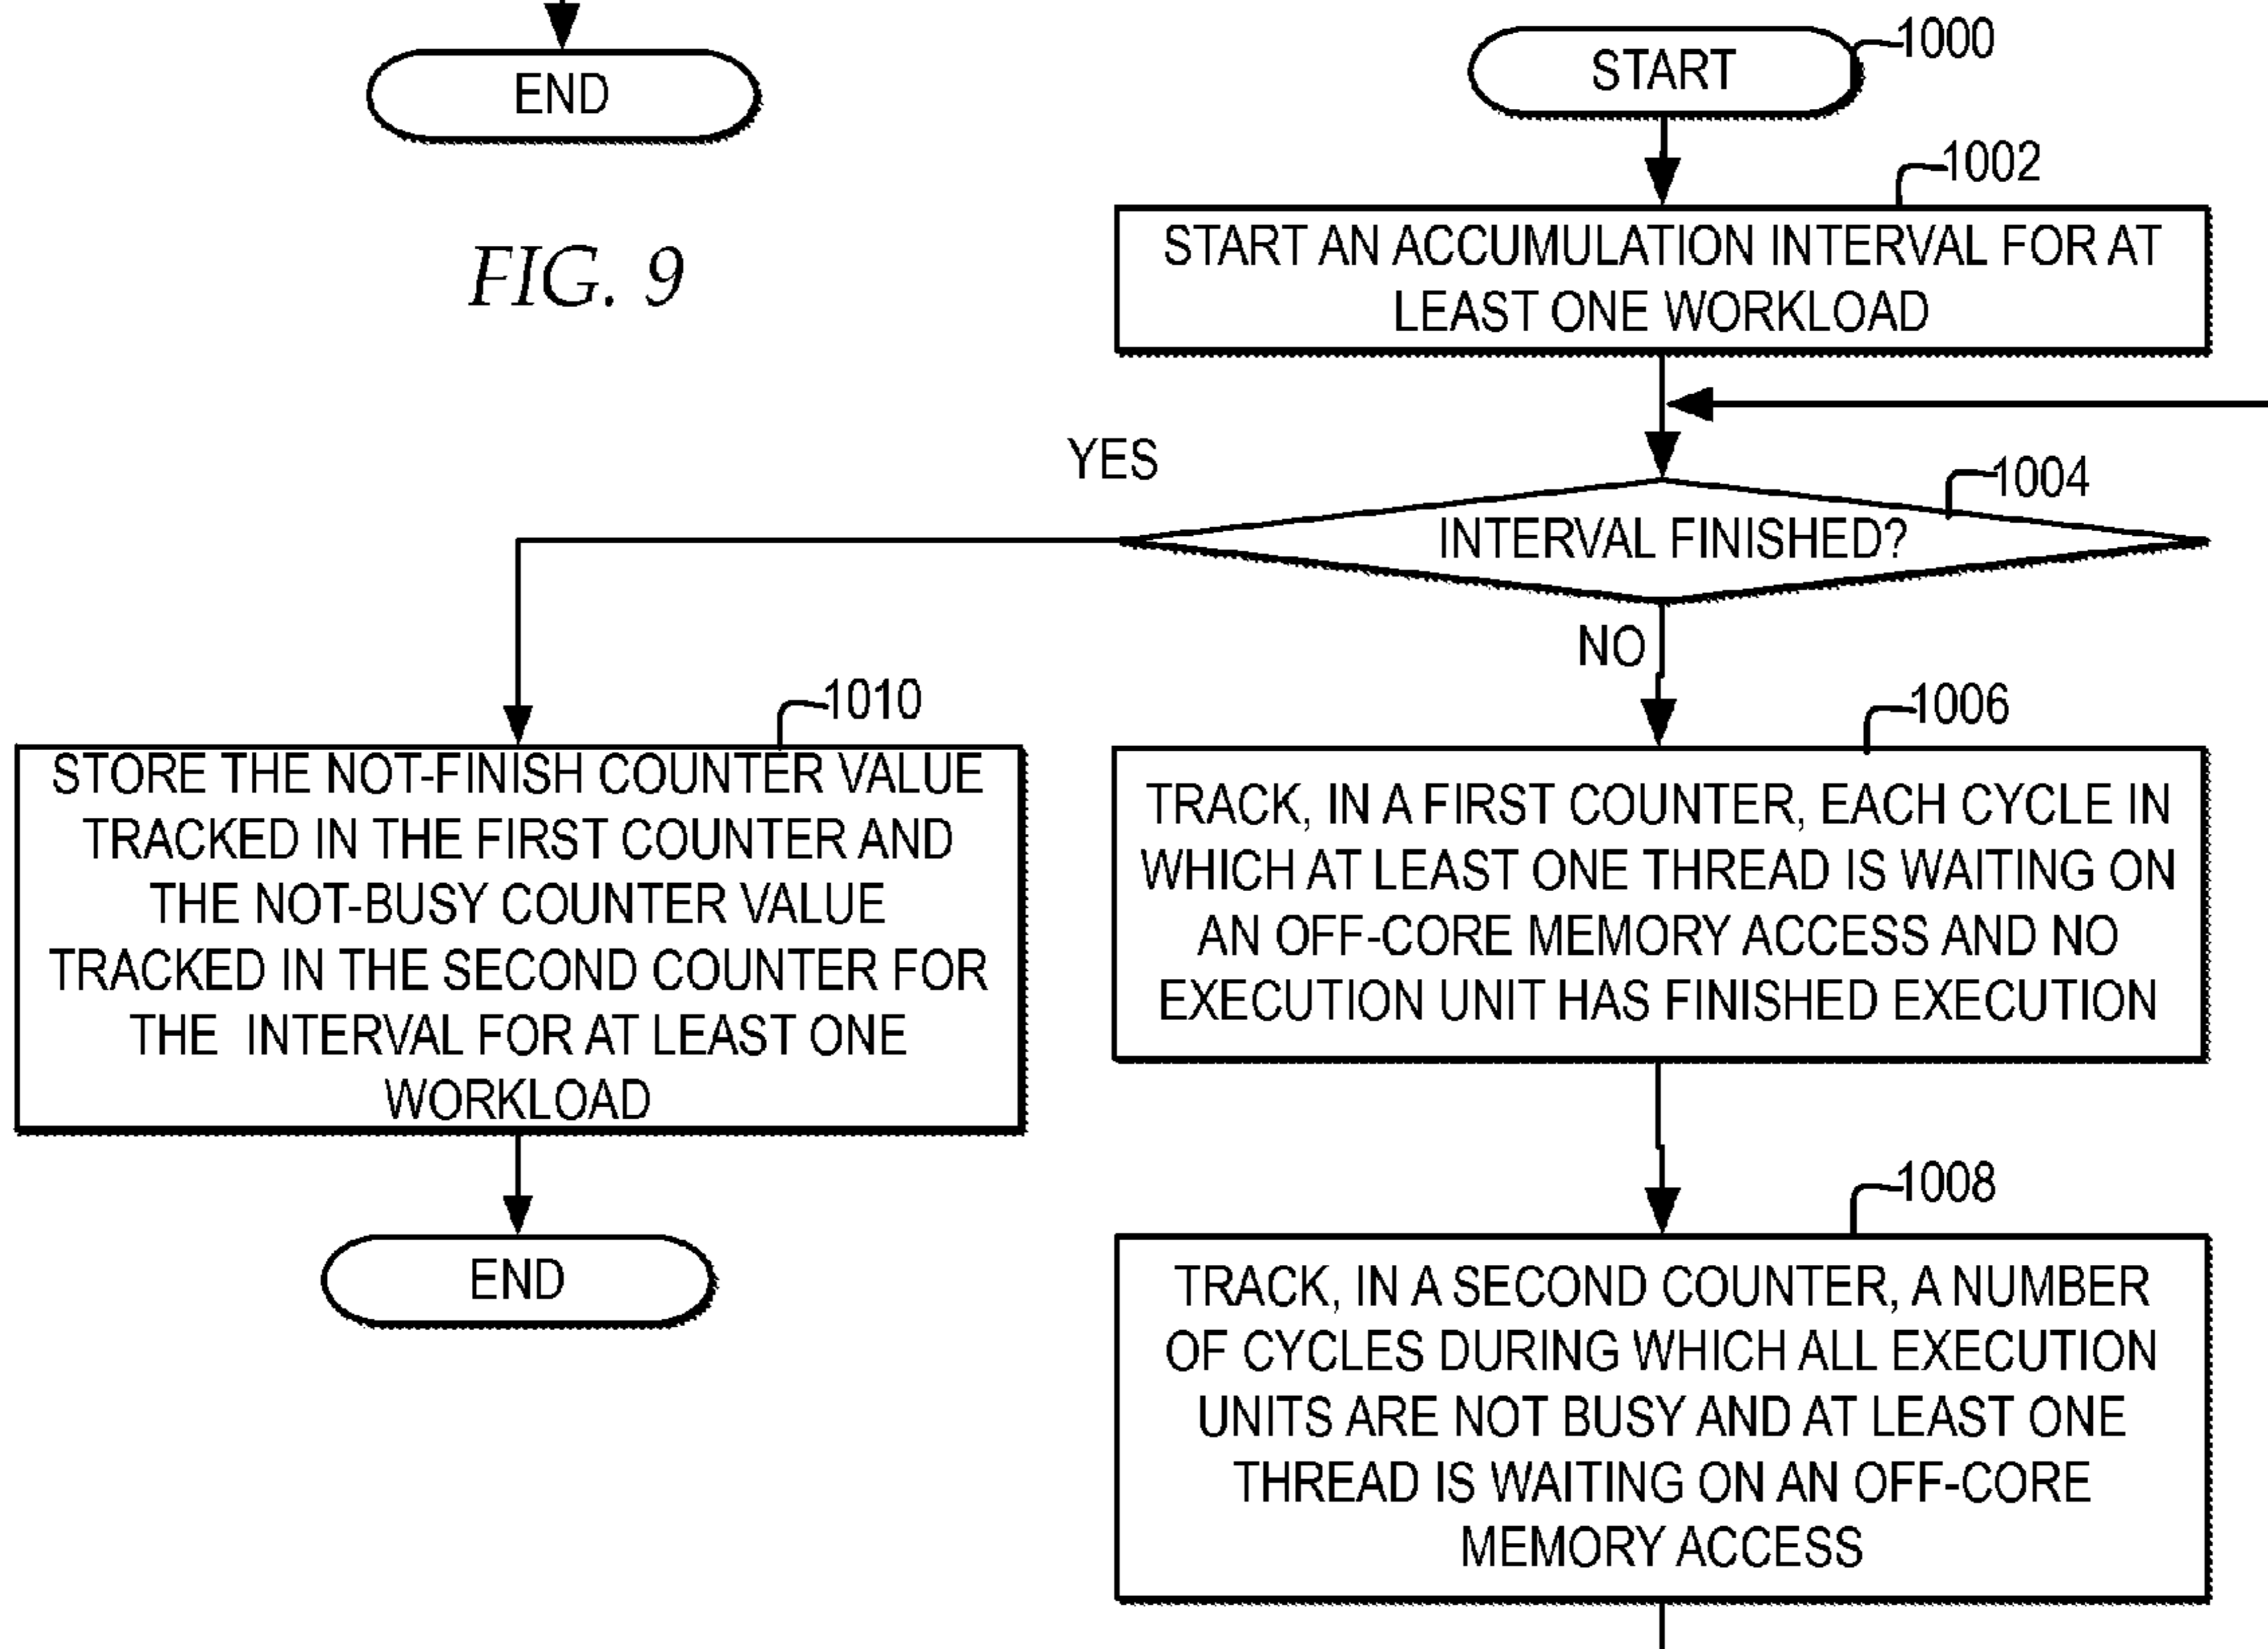 END
FIG. 9
START
1000
1002
START AN ACCUMULATION INTERVAL FOR AT
LEAST ONE WORKLOAD
YES
1004
INTERVAL FINISHED?
NO
1010
STORE THE NOT-FINISH COUNTER VALUE
TRACKED IN THE FIRST COUNTER AND
THE NOT-BUSY COUNTER VALUE
TRACKED IN THE SECOND COUNTER FOR
THE INTERVAL FOR AT LEAST ONE
WORKLOAD
END
1006
TRACK, IN A FIRST COUNTER, EACH CYCLE IN
WHICH AT LEAST ONE THREAD IS WAITING ON
AN OFF-CORE MEMORY ACCESS AND NO
EXECUTION UNIT HAS FINISHED EXECUTION
1008
TRACK, IN A SECOND COUNTER, A NUMBER
OF CYCLES DURING WHICH ALL EXECUTION
UNITS ARE NOT BUSY AND AT LEAST ONE
THREAD IS WAITING ON AN OFF-CORE
MEMORY ACCESS